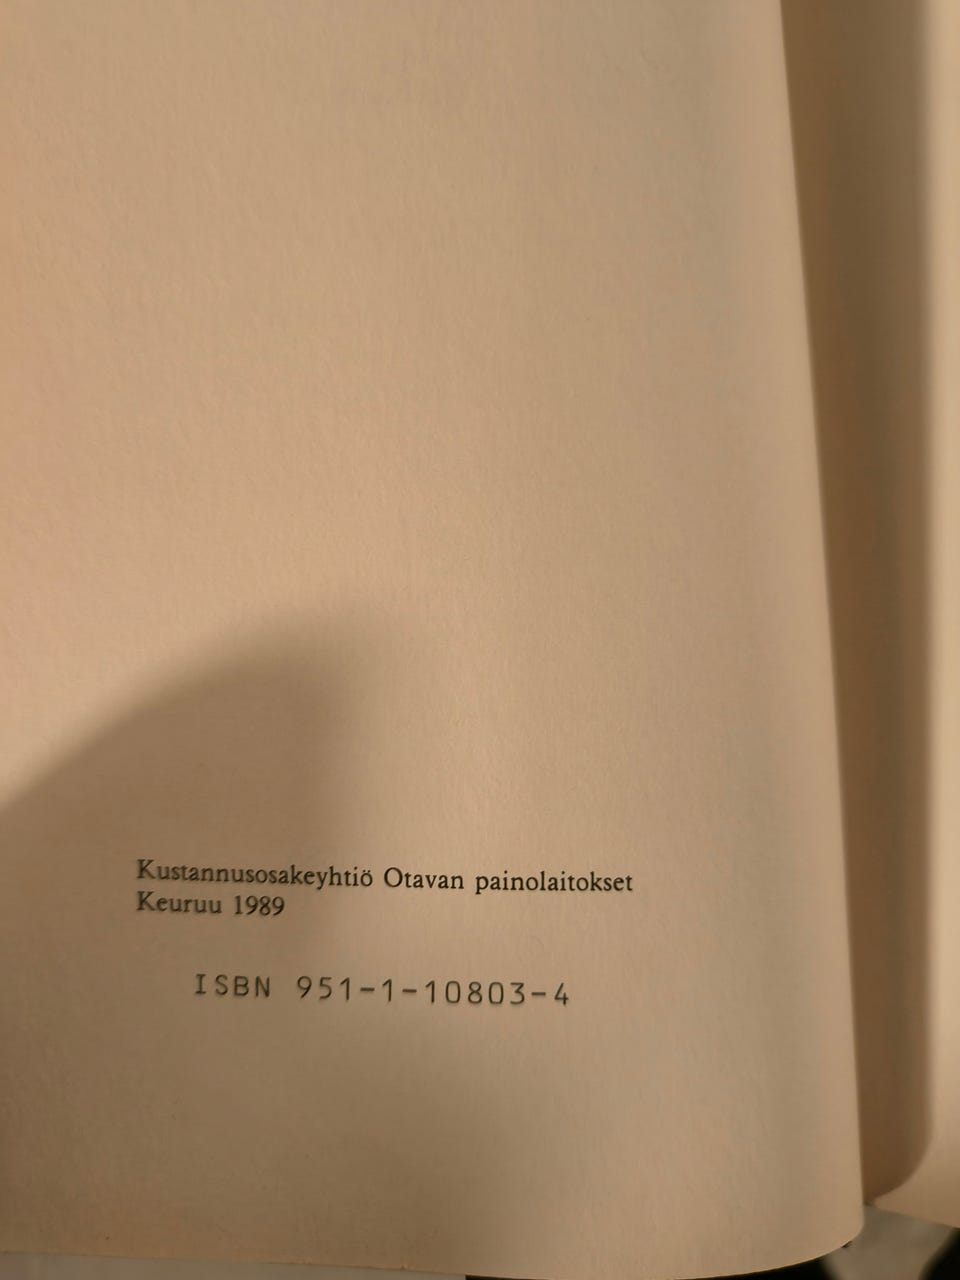 Kustannusosakeyhtiö Otavan painolaitokset
Keuruu 1989
ISBN 951-1-10803-4